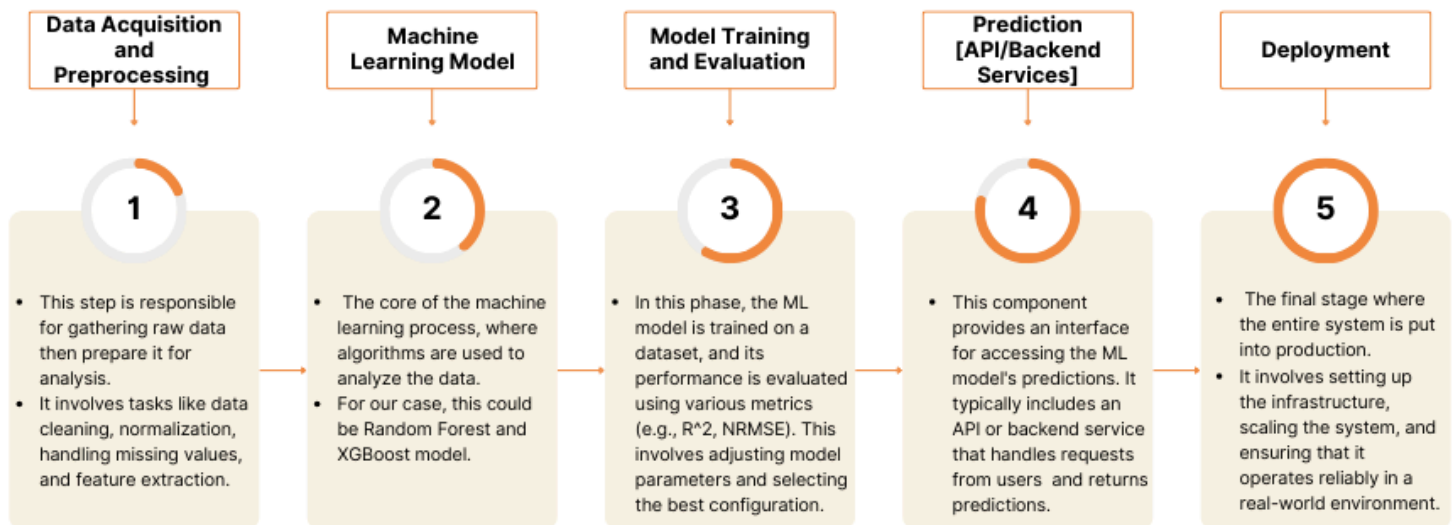 Data Acquisition
and
Preprocessing
Machine
Learning Model
Model Training
and Evaluation
Prediction
[API/Backend
Services]
Deployment
1
2
3
4
5
• This step is responsible
for gathering raw data
then prepare it for
analysis.
• It involves tasks like data
cleaning, normalization,
handling missing values,
and feature extraction.
• The core of the machine
learning process, where
algorithms are used to
analyze the data.
• For our case, this could
be Random Forest and
XGBoost model.
• In this phase, the ML
model is trained on a
dataset, and its
performance is evaluated
using various metrics
(e.g., R^2, NRMSE). This
involves adjusting model
parameters and selecting
the best configuration.
• This component
provides an interface
for accessing the ML
model's predictions. It
typically includes an
API or backend service
that handles requests
from users and returns
predictions.
• The final stage where
the entire system is put
into production.
• It involves setting up
the infrastructure,
scaling the system, and
ensuring that it
operates reliably in a
real-world environment.